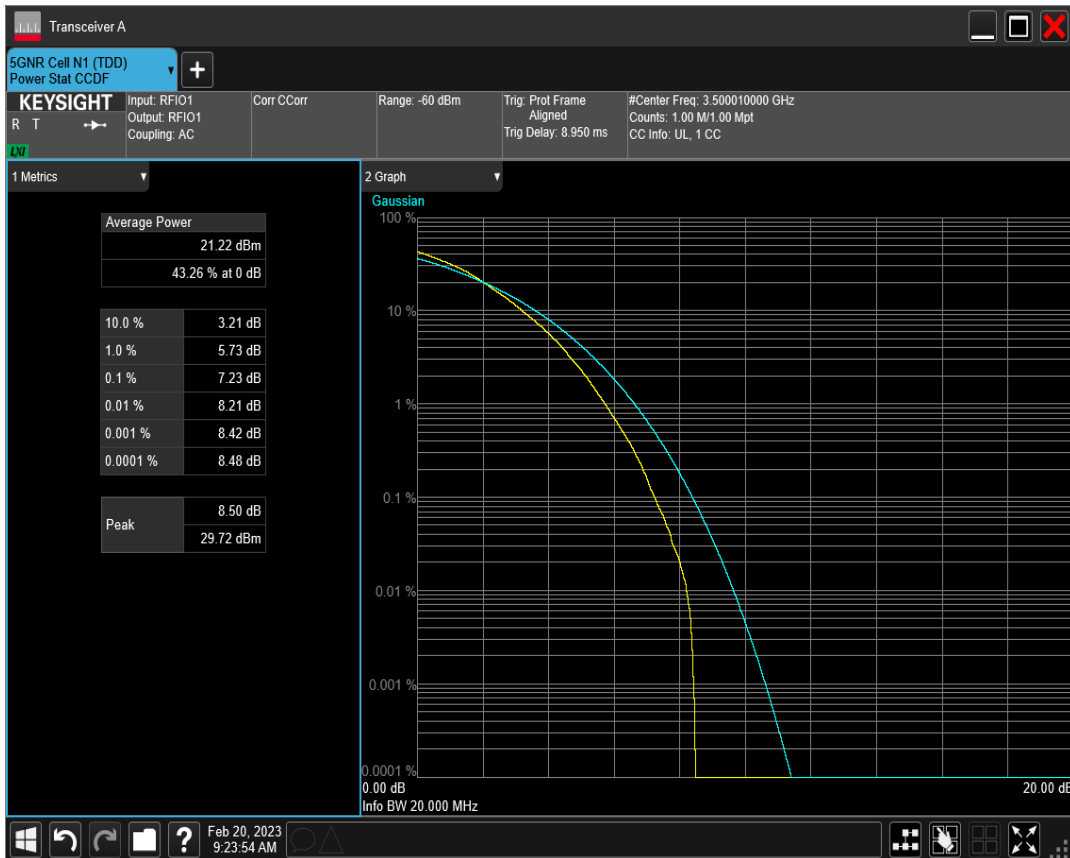 Transceiver A
5GNR Cell N1 (TDD)
Power Stat CCDF
KEYSIGHT
R T
LXI
Input: RFIO1
Output: RFIO1
Coupling: AC
Corr CCorr
Range: -60 dBm
Trig: Prot Frame
Aligned
Trig Delay: 8.950 ms
#Center Freq: 3.500010000 GHz
Counts: 1.00 M/1.00 Mpt
CC Info: UL, 1 CC
1 Metrics
Average Power
21.22 dBm
43.26 % at 0 dB
10.0 % 3.21 dB
1.0 % 5.73 dB
0.1 % 7.23 dB
0.01 % 8.21 dB
0.001 % 8.42 dB
0.0001 % 8.48 dB
Peak
8.50 dB
29.72 dBm
2 Graph
Gaussian
100 %
10 %
1 %
0.1 %
0.01 %
0.001 %
0.0001 %
0.00 dB 20.00 dB
Info BW 20.000 MHz
Feb 20, 2023
9:23:54 AM